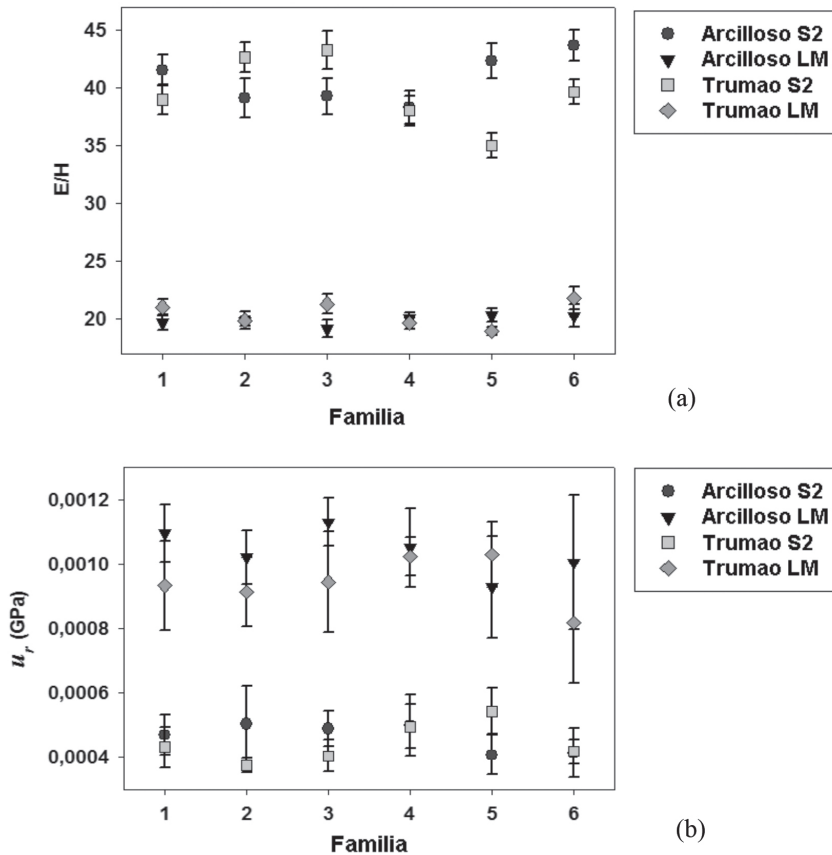 45
40
35
30
25
20
E/H
1 2 3 4 5 6
Familia
Arcilloso S2
Arcilloso LM
Trumao S2
Trumao LM
(a)
0,0012
0,0010
0,0008
0,0006
0,0004
u_r (GPa)
1 2 3 4 5 6
Familia
Arcilloso S2
Arcilloso LM
Trumao S2
Trumao LM
(b)